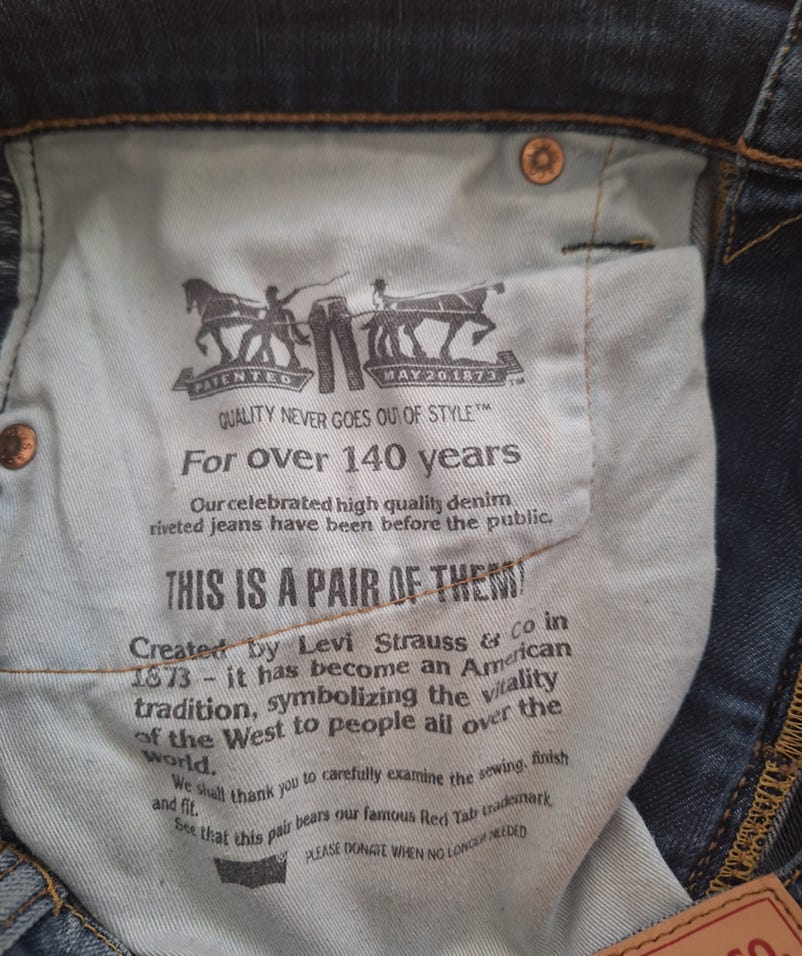 PATENTED MAY 20 1873 ™
QUALITY NEVER GOES OUT OF STYLE™
For over 140 years
Our celebrated high quality denim
riveted jeans have been before the public.
THIS IS A PAIR OF THEM!
Created by Levi Strauss & Co in
1873 – it has become an American
tradition, symbolizing the vitality
of the West to people all over the
world.
We shall thank you to carefully examine the sewing, finish
and fit.
See that this pair bears our famous Red Tab trademark.
PLEASE DONATE WHEN NO LONGER NEEDED
CO.